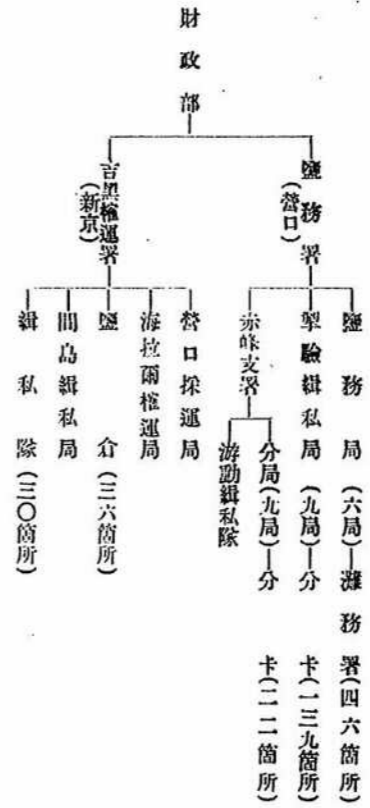 財政部
鹽務署
(營口)
鹽務局(六局)—灘務署(四六箇所)
掣驗緝私局(九局)—分卡(一三九箇所)
赤峰支署
分局(九局)—分卡(二二箇所)
游動緝私隊
吉黑榷運署
(新京)
營口採運局
海拉爾榷運局
鹽倉(三六箇所)
間島緝私局
緝私隊(三〇箇所)